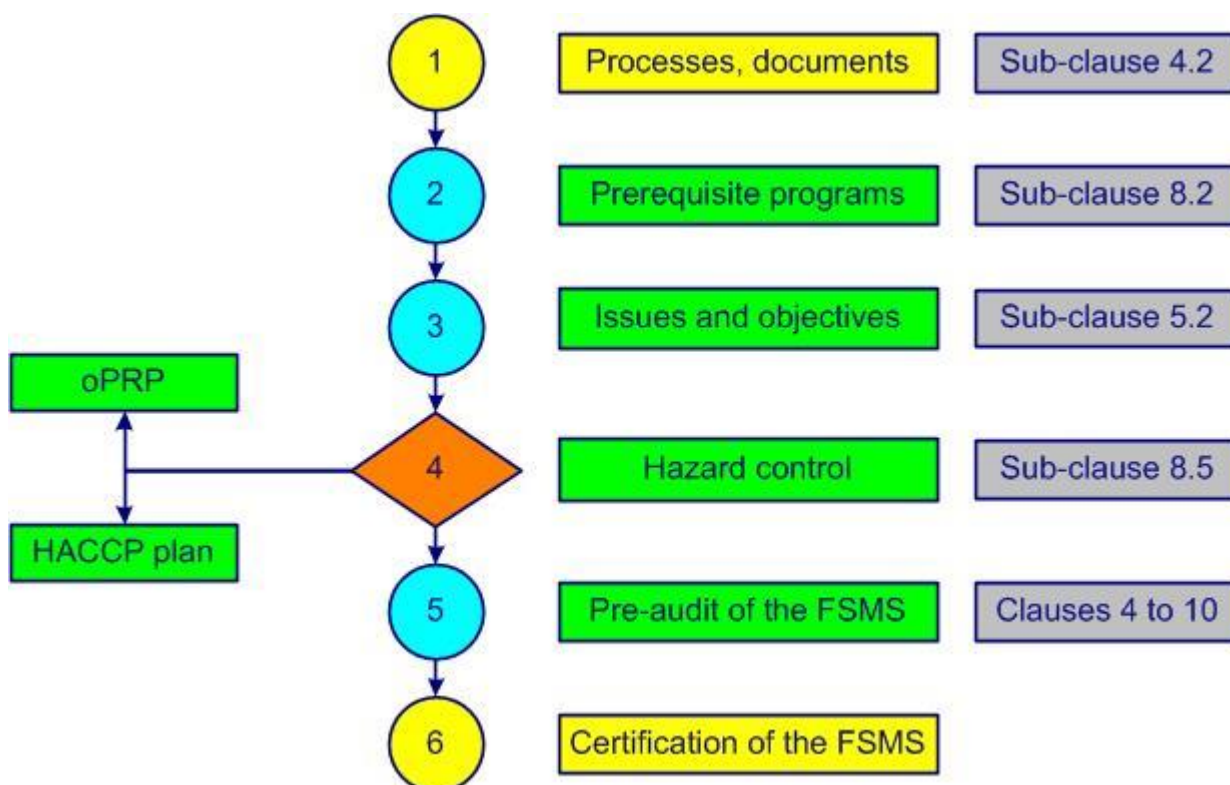 1
Processes, documents
Sub-clause 4.2
2
Prerequisite programs
Sub-clause 8.2
3
Issues and objectives
Sub-clause 5.2
oPRP
4
Hazard control
Sub-clause 8.5
HACCP plan
5
Pre-audit of the FSMS
Clauses 4 to 10
6
Certification of the FSMS